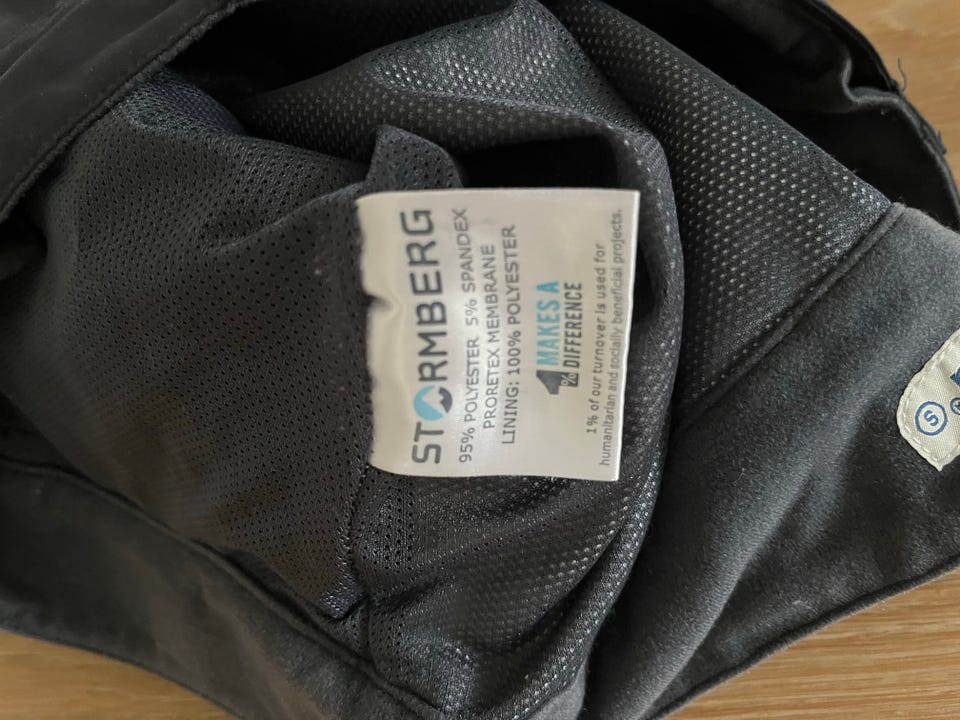 STORMBERG
95% POLYESTER 5% SPANDEX
PRORETEX MEMBRANE
LINING: 100% POLYESTER
1% MAKES A
DIFFERENCE
1% of our turnover is used for
humanitarian and socially beneficial projects.
S